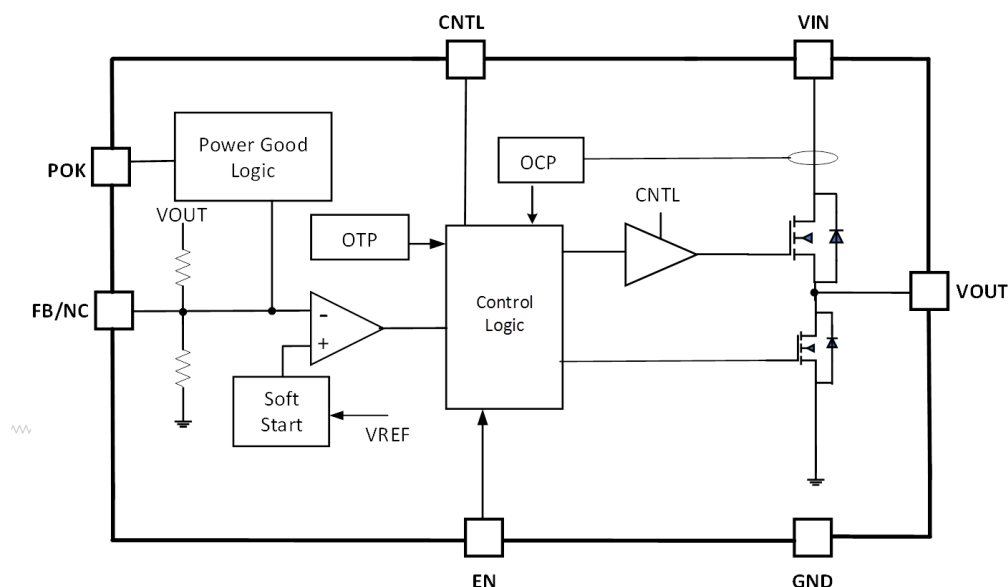 CNTL
VIN
Power Good
Logic
POK
OCP
CNTL
VOUT
OTP
FB/NC
-
+
Control
Logic
VOUT
Soft
Start
VREF
EN
GND